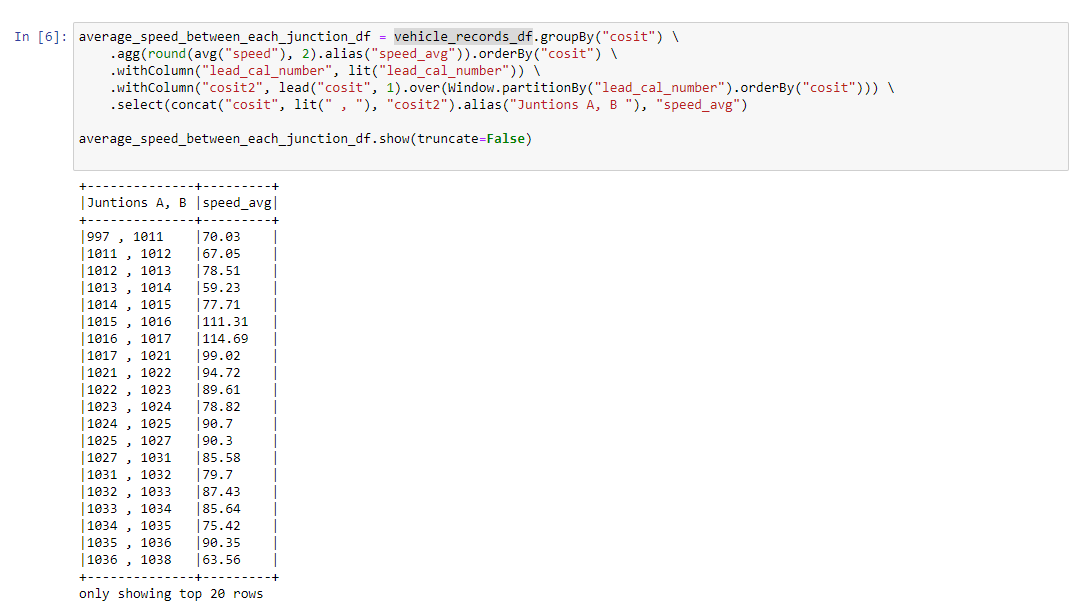 In [6]: average_speed_between_each_junction_df = vehicle_records_df.groupBy("cosit") \
.agg(round(avg("speed"), 2).alias("speed_avg")).orderBy("cosit") \
.withColumn("lead_cal_number", lit("lead_cal_number")) \
.withColumn("cosit2", lead("cosit", 1).over(Window.partitionBy("lead_cal_number").orderBy("cosit"))) \
.select(concat("cosit", lit(" , "), "cosit2").alias("Juntions A, B "), "speed_avg")
average_speed_between_each_junction_df.show(truncate=False)
+--------------+---------+
|Juntions A, B |speed_avg|
+--------------+---------+
|997 , 1011    |70.03    |
|1011 , 1012   |67.05    |
|1012 , 1013   |78.51    |
|1013 , 1014   |59.23    |
|1014 , 1015   |77.71    |
|1015 , 1016   |111.31   |
|1016 , 1017   |114.69   |
|1017 , 1021   |99.02    |
|1021 , 1022   |94.72    |
|1022 , 1023   |89.61    |
|1023 , 1024   |78.82    |
|1024 , 1025   |90.7     |
|1025 , 1027   |90.3     |
|1027 , 1031   |85.58    |
|1031 , 1032   |79.7     |
|1032 , 1033   |87.43    |
|1033 , 1034   |85.64    |
|1034 , 1035   |75.42    |
|1035 , 1036   |90.35    |
|1036 , 1038   |63.56    |
+--------------+---------+
only showing top 20 rows